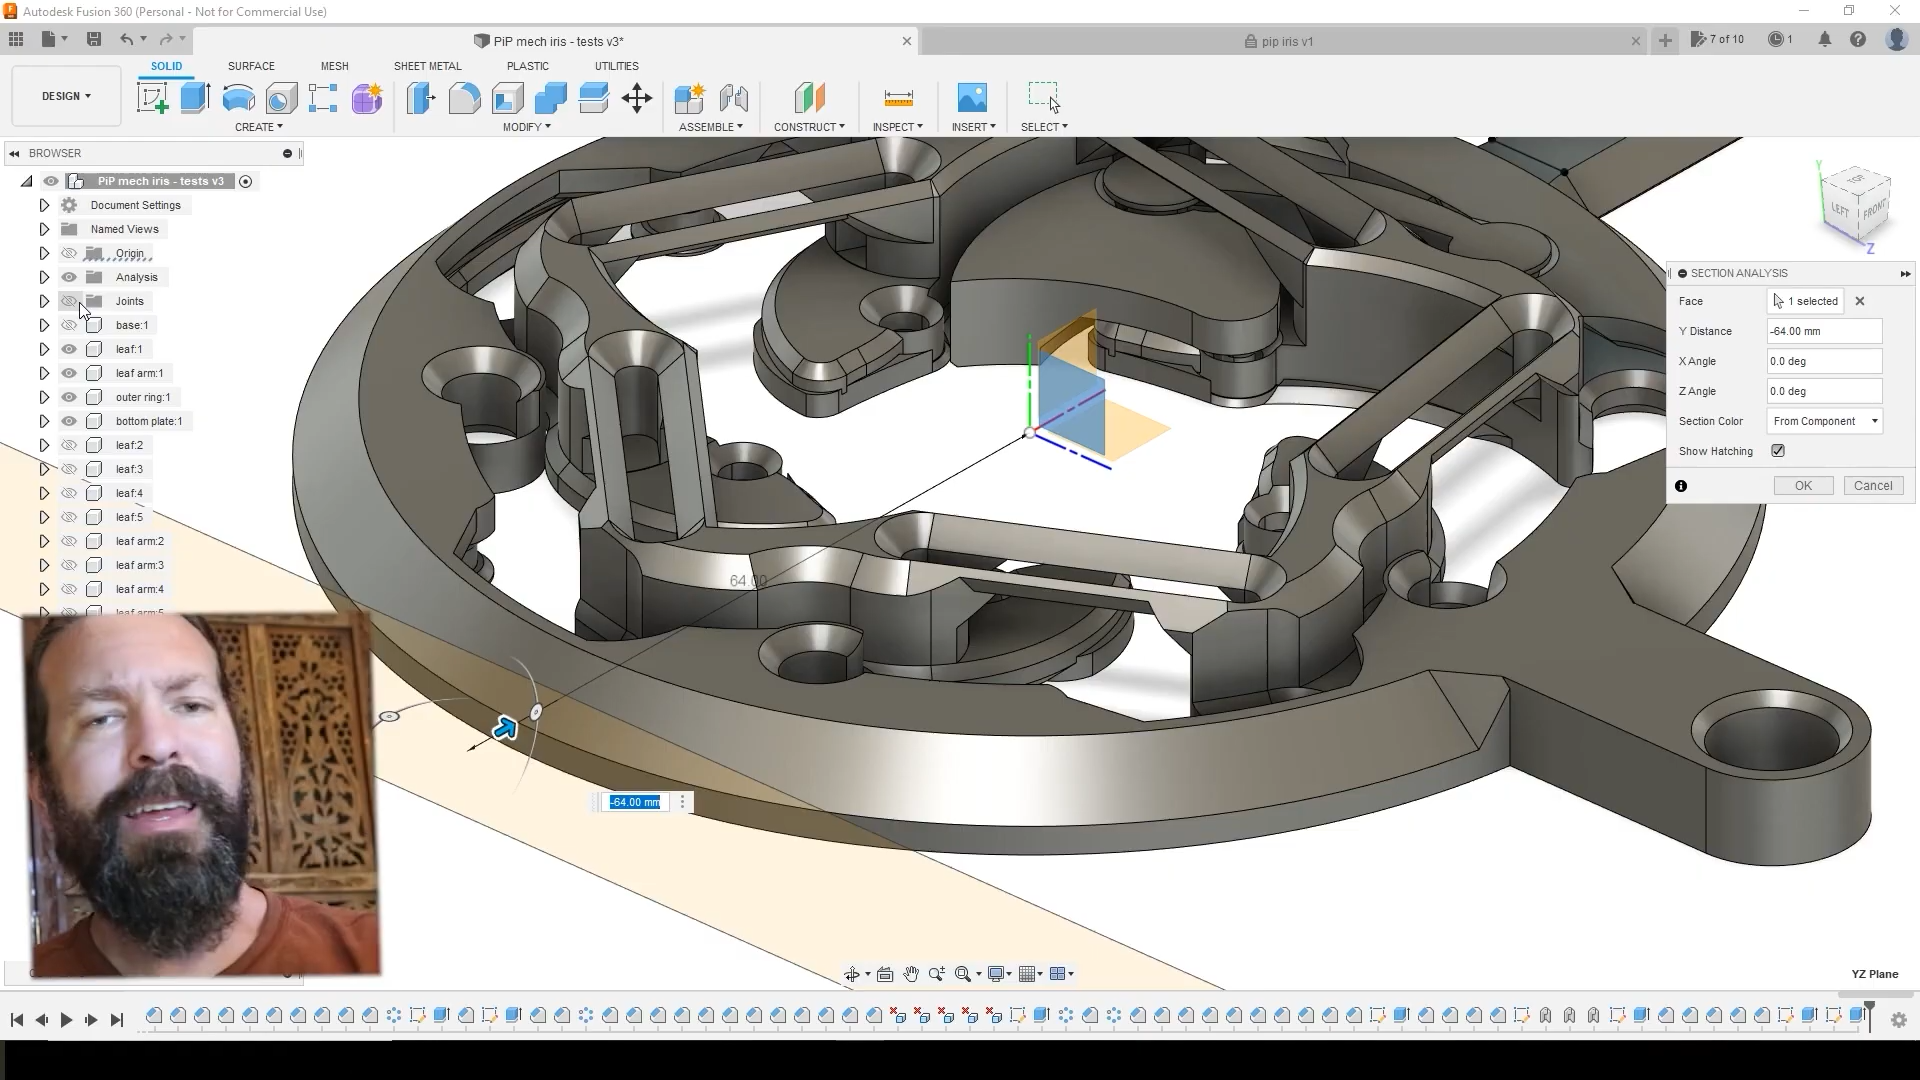 Autodesk Fusion 360 (Personal - Not for Commercial Use)
PiP mech iris - tests v3*
pip iris v1
7 of 10
1
DESIGN
SOLID
SURFACE
MESH
SHEET METAL
PLASTIC
UTILITIES
CREATE
MODIFY
ASSEMBLE
CONSTRUCT
INSPECT
INSERT
SELECT
BROWSER
PiP mech iris - tests v3
Document Settings
Named Views
Origin
Analysis
Joints
base:1
leaf:1
leaf arm:1
outer ring:1
bottom plate:1
leaf:2
leaf:3
leaf:4
leaf:5
leaf arm:2
leaf arm:3
leaf arm:4
leaf arm:5
64.00
-64.00 mm
Y
TOP
LEFT
FRONT
Z
SECTION ANALYSIS
Face
1 selected
Y Distance
-64.00 mm
X Angle
0.0 deg
Z Angle
0.0 deg
Section Color
From Component
Show Hatching
OK
Cancel
YZ Plane